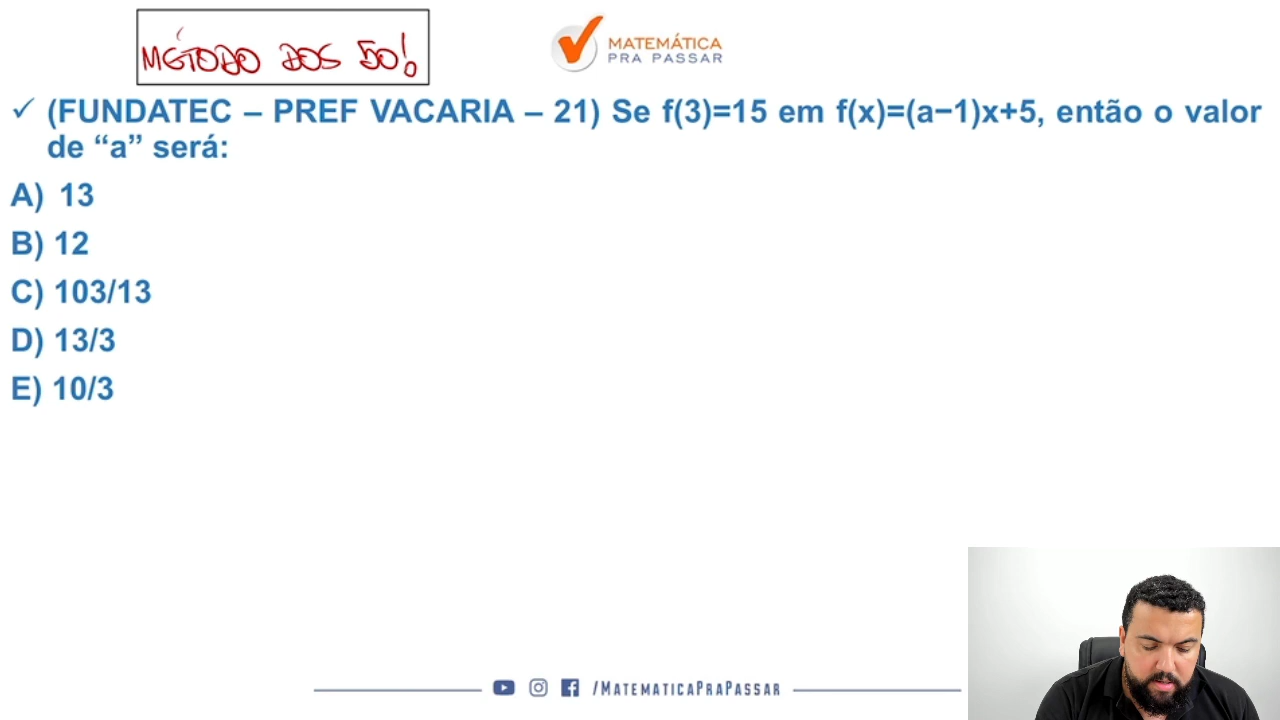 MÉTODO DOS 50!
MATEMÁTICA
PRA PASSAR
✓ (FUNDATEC – PREF VACARIA – 21) Se f(3)=15 em f(x)=(a−1)x+5, então o valor
de “a” será:
A) 13
B) 12
C) 103/13
D) 13/3
E) 10/3
/MATEMATICAPRAPASSAR